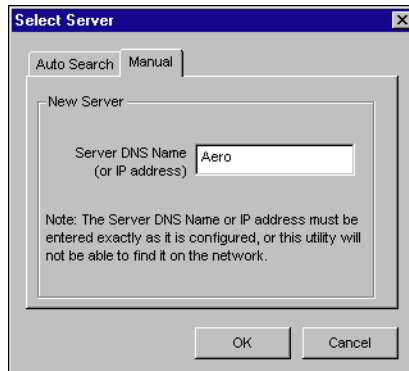 Select Server
Auto Search Manual
New Server
Server DNS Name
(or IP address)
Aero
Note: The Server DNS Name or IP address must be
entered exactly as it is configured, or this utility will
not be able to find it on the network.
OK Cancel